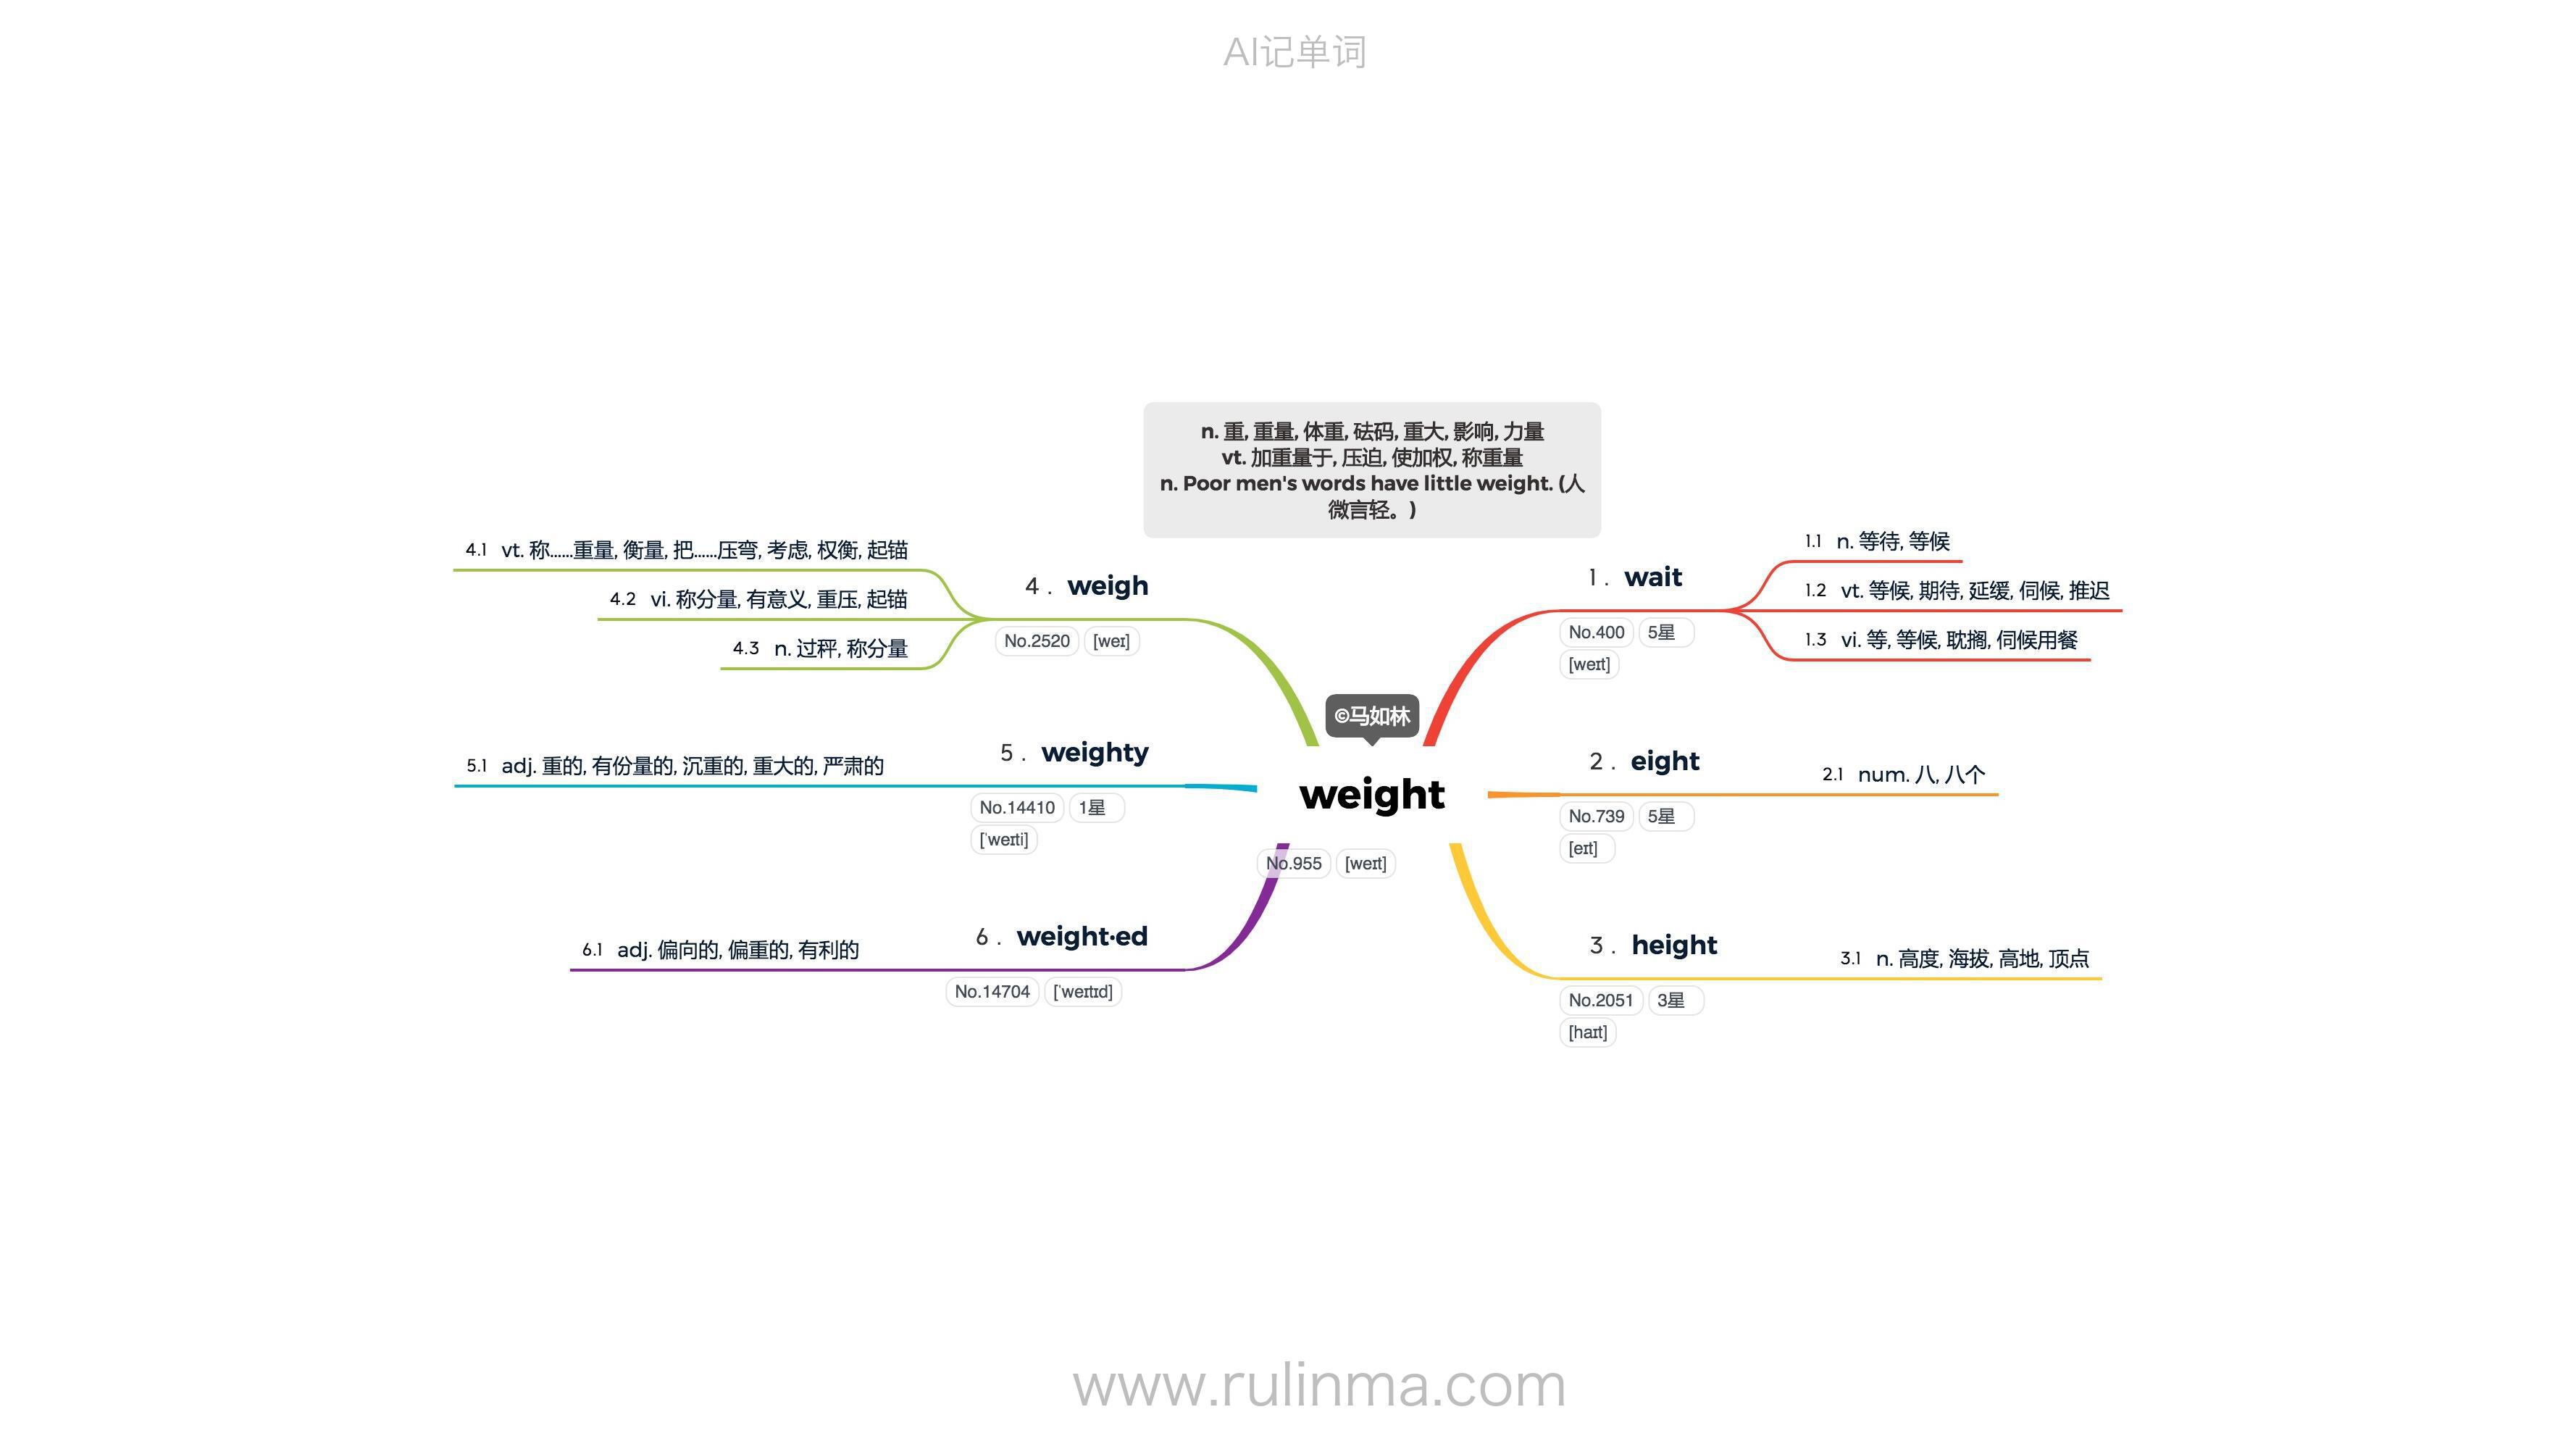 AI记单词
n. 重, 重量, 体重, 砝码, 重大, 影响, 力量
vt. 加重量于, 压迫, 使加权, 称重量
n. Poor men's words have little weight. (人
微言轻。)
©马如林
weight
No.955 [weɪt]
1. wait
No.400 5星
[weɪt]
1.1 n. 等待, 等候
1.2 vt. 等候, 期待, 延缓, 伺候, 推迟
1.3 vi. 等, 等候, 耽搁, 伺候用餐
2. eight
No.739 5星
[eɪt]
2.1 num. 八, 八个
3. height
No.2051 3星
[haɪt]
3.1 n. 高度, 海拔, 高地, 顶点
4. weigh
No.2520 [weɪ]
4.1 vt. 称……重量, 衡量, 把……压弯, 考虑, 权衡, 起锚
4.2 vi. 称分量, 有意义, 重压, 起锚
4.3 n. 过秤, 称分量
5. weighty
No.14410 1星
[ˈweɪti]
5.1 adj. 重的, 有份量的, 沉重的, 重大的, 严肃的
6. weight·ed
No.14704 [ˈweɪtɪd]
6.1 adj. 偏向的, 偏重的, 有利的
www.rulinma.com